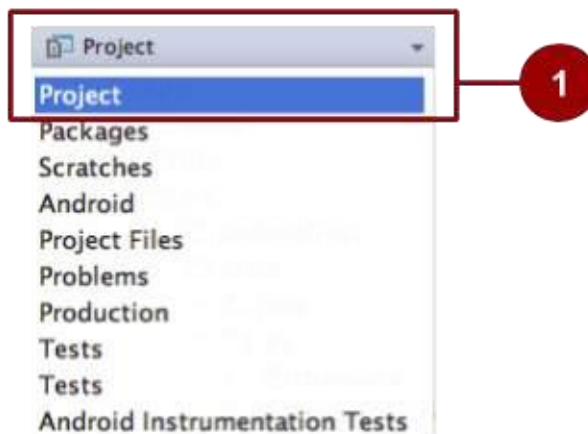 Project
1
Project
Packages
Scratches
Android
Project Files
Problems
Production
Tests
Tests
Android Instrumentation Tests